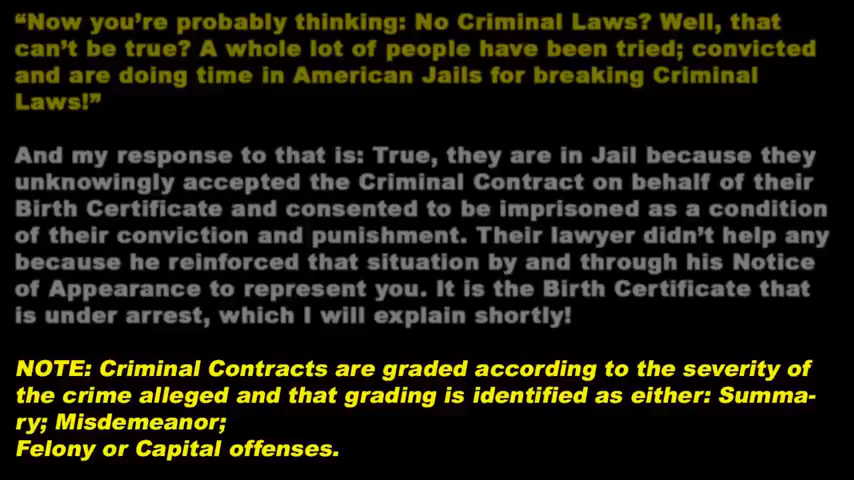 “Now you’re probably thinking: No Criminal Laws? Well, that
can’t be true? A whole lot of people have been tried; convicted
and are doing time in American Jails for breaking Criminal
Laws!”
And my response to that is: True, they are in Jail because they
unknowingly accepted the Criminal Contract on behalf of their
Birth Certificate and consented to be imprisoned as a condition
of their conviction and punishment. Their lawyer didn’t help any
because he reinforced that situation by and through his Notice
of Appearance to represent you. It is the Birth Certificate that
is under arrest, which I will explain shortly!
NOTE: Criminal Contracts are graded according to the severity of
the crime alleged and that grading is identified as either: Summa-
ry; Misdemeanor;
Felony or Capital offenses.